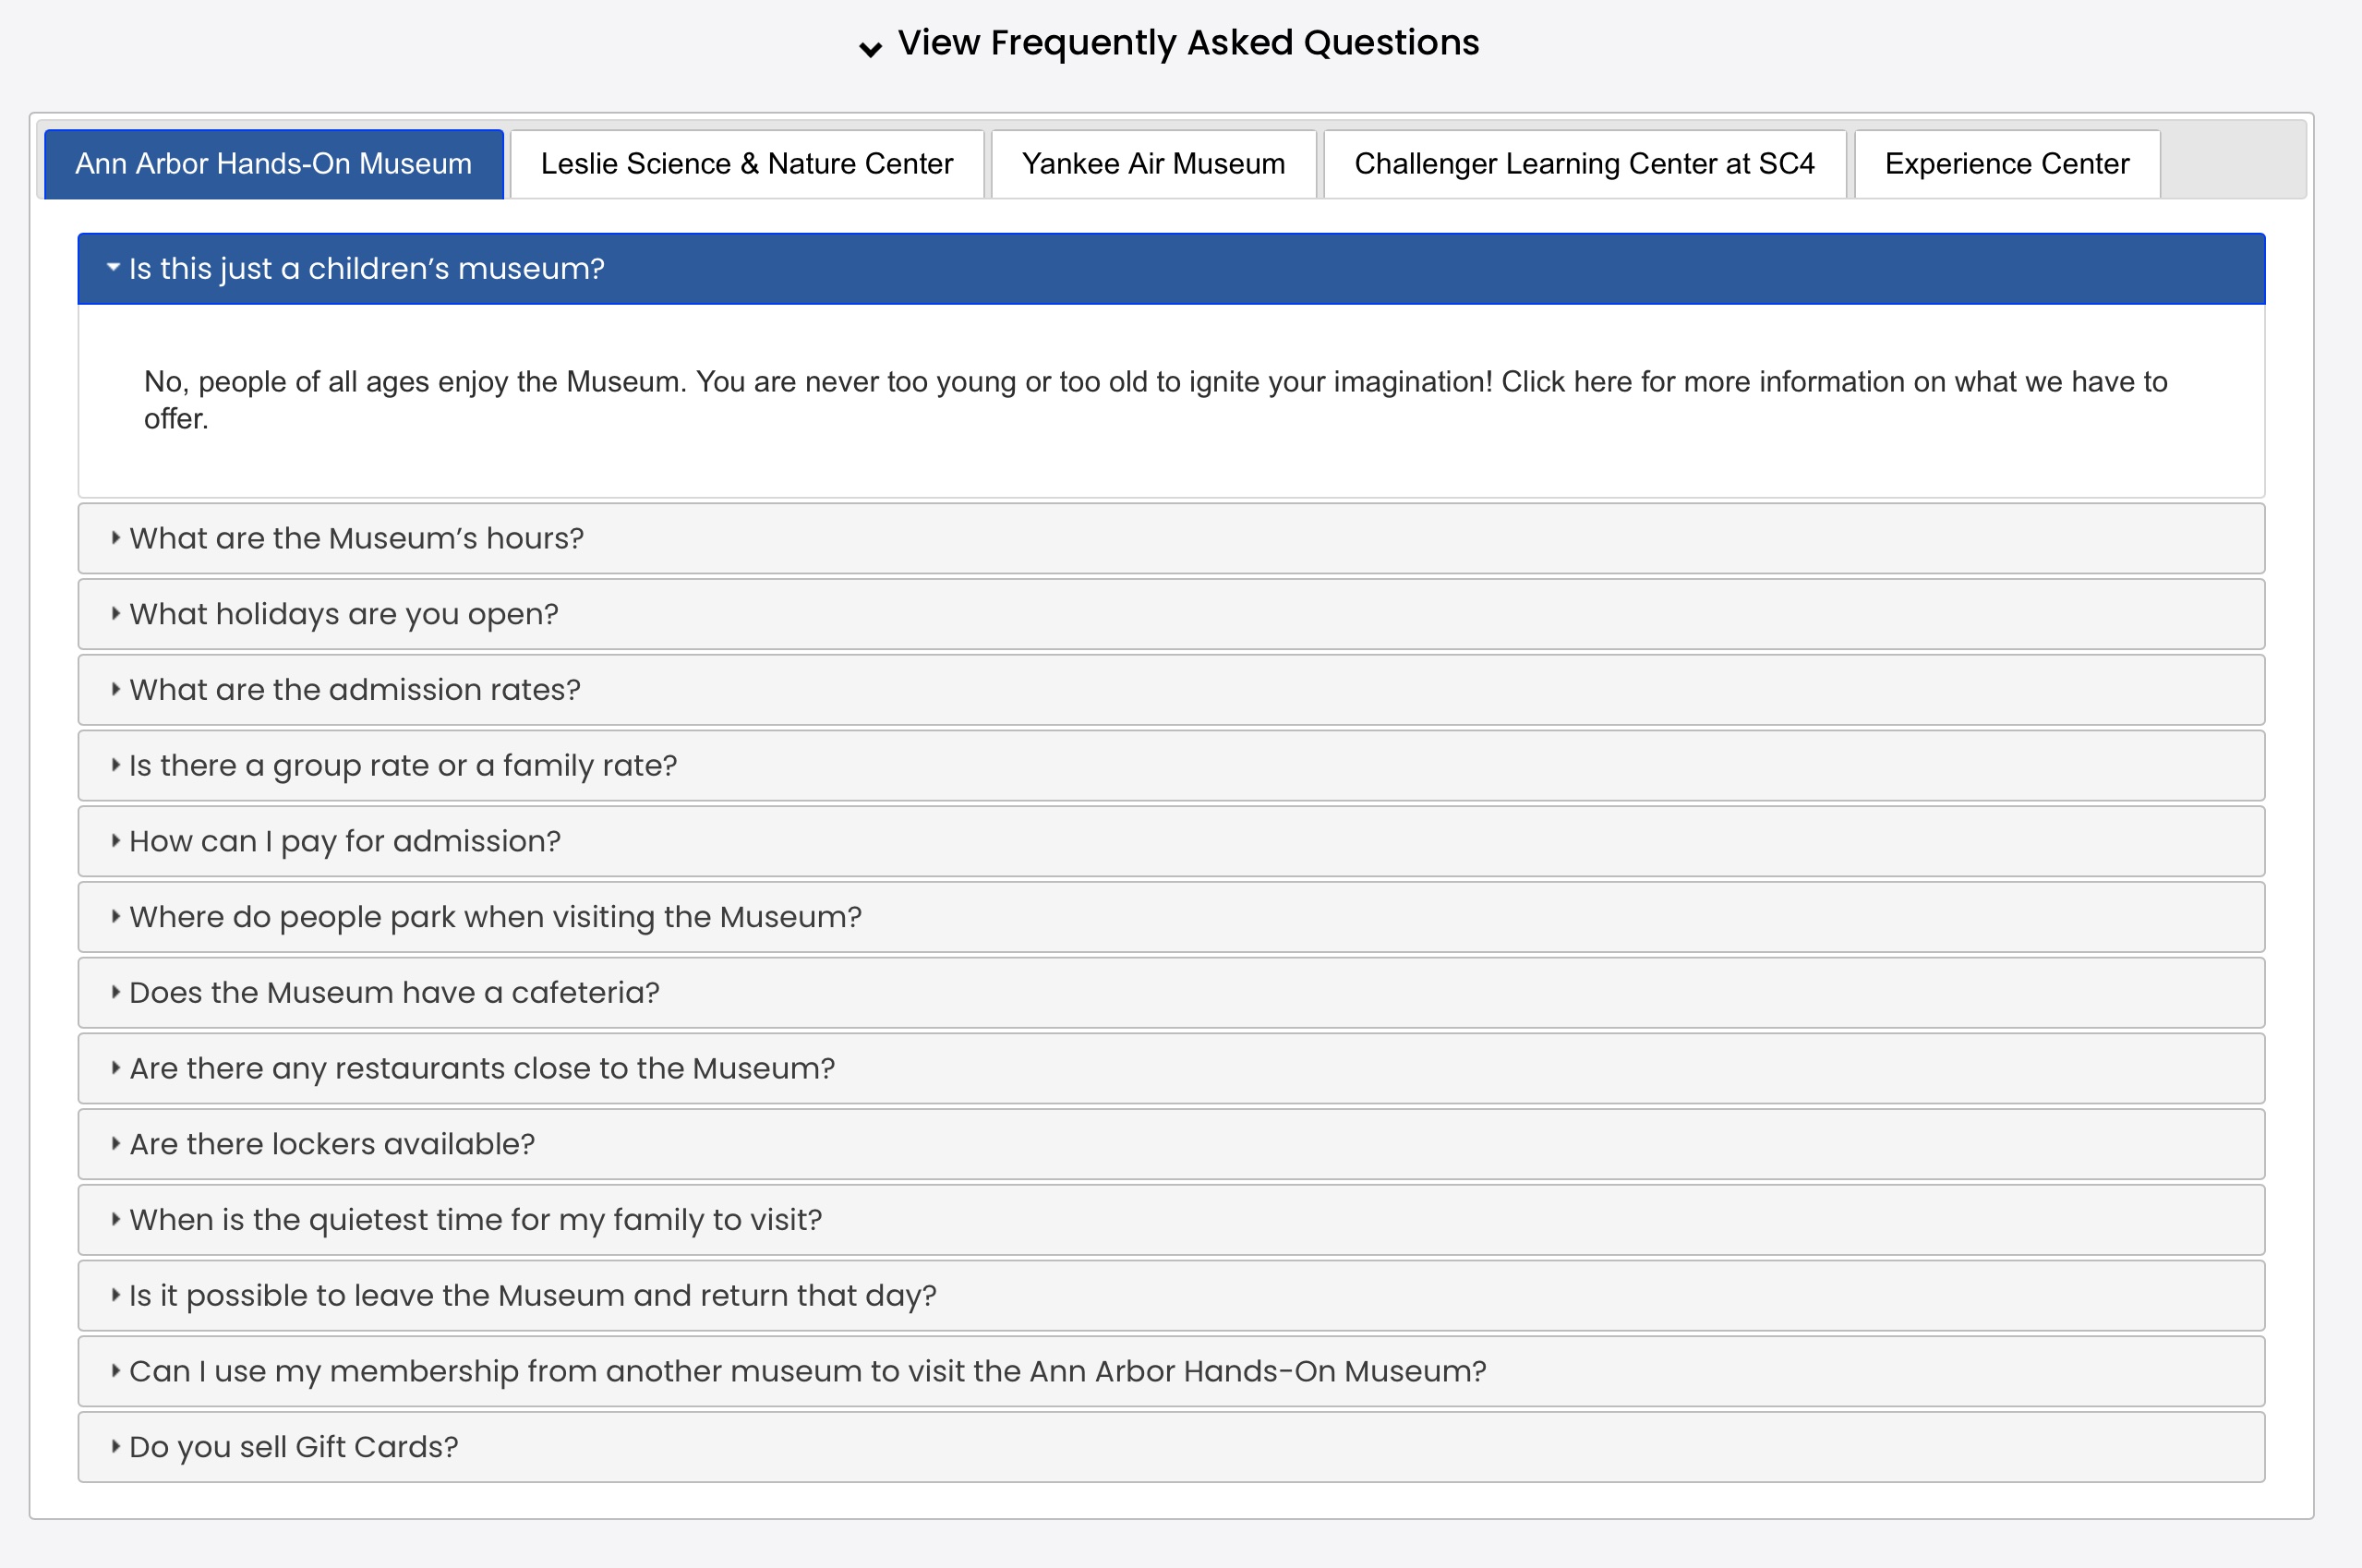 View Frequently Asked Questions
Ann Arbor Hands-On Museum
Leslie Science & Nature Center
Yankee Air Museum
Challenger Learning Center at SC4
Experience Center
Is this just a children’s museum?
No, people of all ages enjoy the Museum. You are never too young or too old to ignite your imagination! Click here for more information on what we have to
offer.
What are the Museum’s hours?
What holidays are you open?
What are the admission rates?
Is there a group rate or a family rate?
How can I pay for admission?
Where do people park when visiting the Museum?
Does the Museum have a cafeteria?
Are there any restaurants close to the Museum?
Are there lockers available?
When is the quietest time for my family to visit?
Is it possible to leave the Museum and return that day?
Can I use my membership from another museum to visit the Ann Arbor Hands-On Museum?
Do you sell Gift Cards?